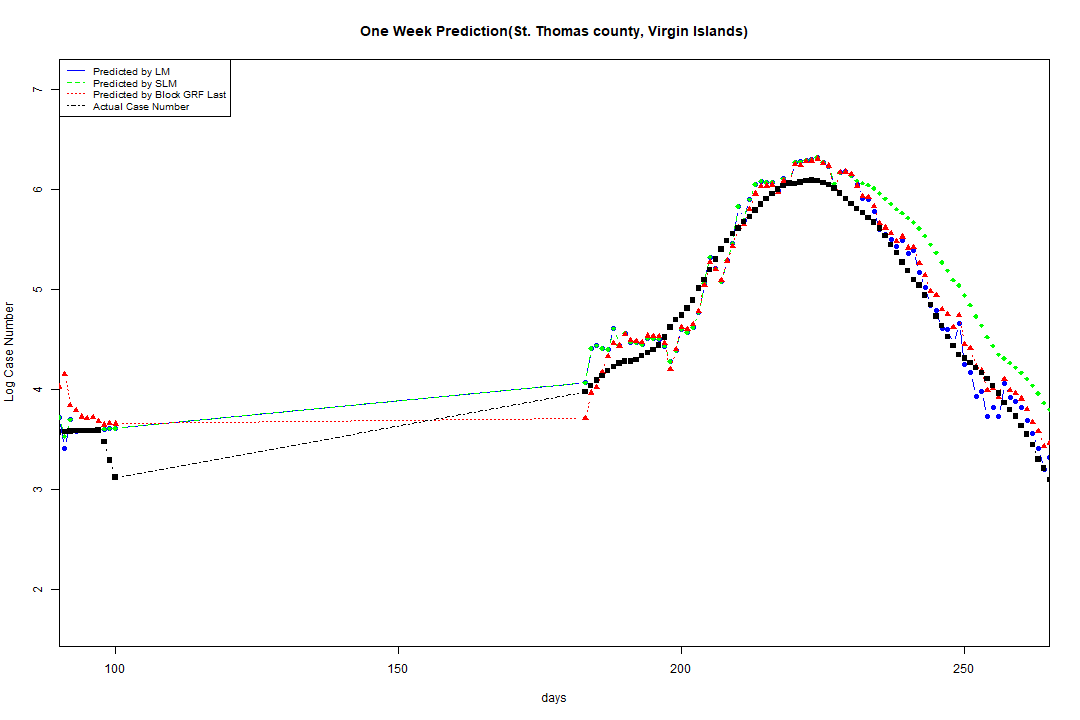 One Week Prediction(St. Thomas county, Virgin Islands)
Predicted by LM
Predicted by SLM
Predicted by Block GRF Last
Actual Case Number
7
6
5
4
3
2
Log Case Number
100 150 200 250
days